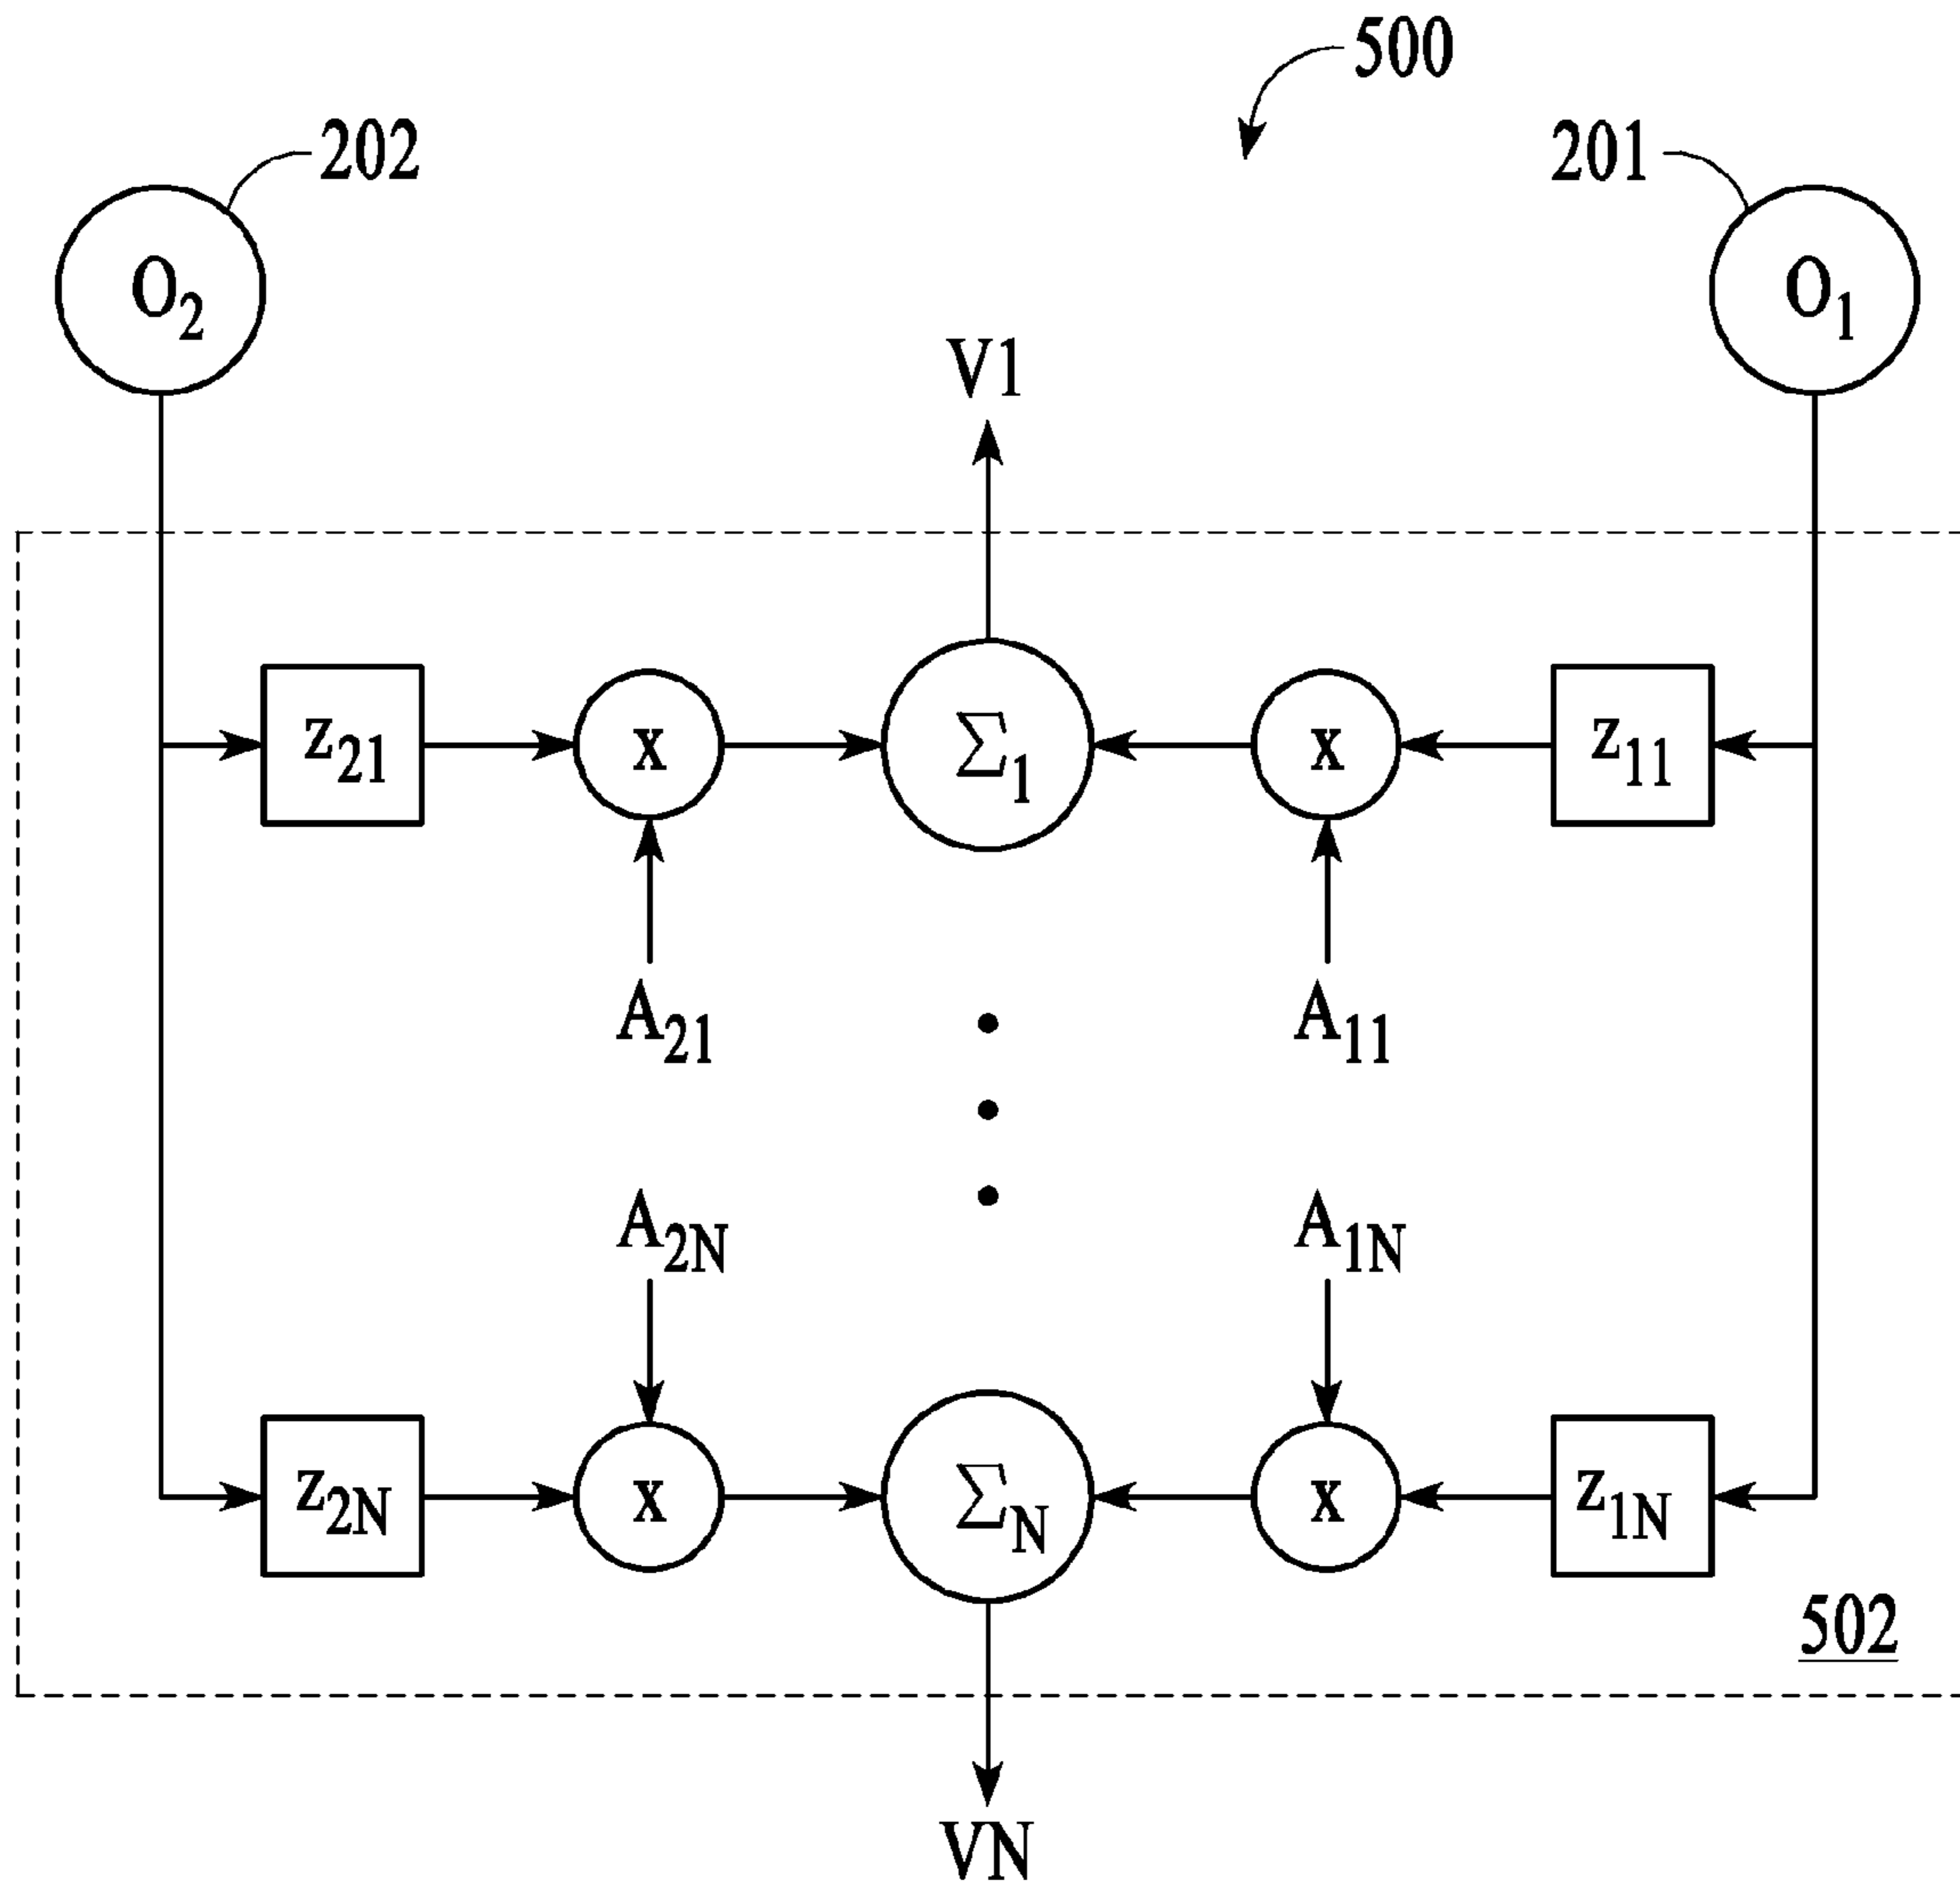 500
202
201
O2
O1
V1
z21
x
Σ1
x
z11
A21
A11
A2N
A1N
z2N
x
ΣN
x
z1N
502
VN